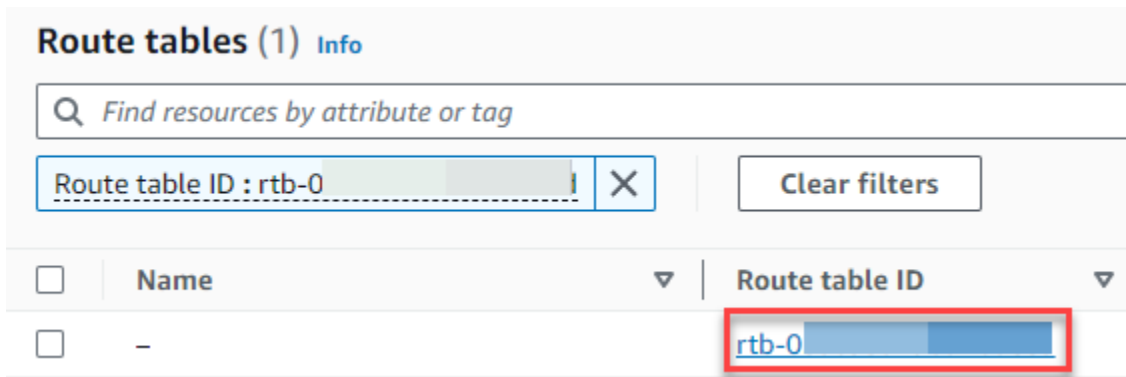 Route tables (1) Info
Find resources by attribute or tag
Route table ID : rtb-0
Clear filters
Name Route table ID
– rtb-0